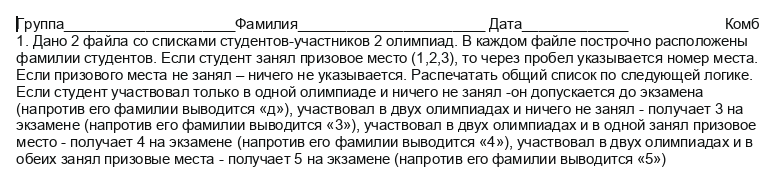 Группа_____________________Фамилия________________________ Дата_____________ Комб
1. Дано 2 файла со списками студентов-участников 2 олимпиад. В каждом файле построчно расположены
фамилии студентов. Если студент занял призовое место (1,2,3), то через пробел указывается номер места.
Если призового места не занял – ничего не указывается. Распечатать общий список по следующей логике.
Если студент участвовал только в одной олимпиаде и ничего не занял -он допускается до экзамена
(напротив его фамилии выводится «д»), участвовал в двух олимпиадах и ничего не занял - получает 3 на
экзамене (напротив его фамилии выводится «3»), участвовал в двух олимпиадах и в одной занял призовое
место - получает 4 на экзамене (напротив его фамилии выводится «4»), участвовал в двух олимпиадах и в
обеих занял призовые места - получает 5 на экзамене (напротив его фамилии выводится «5»)